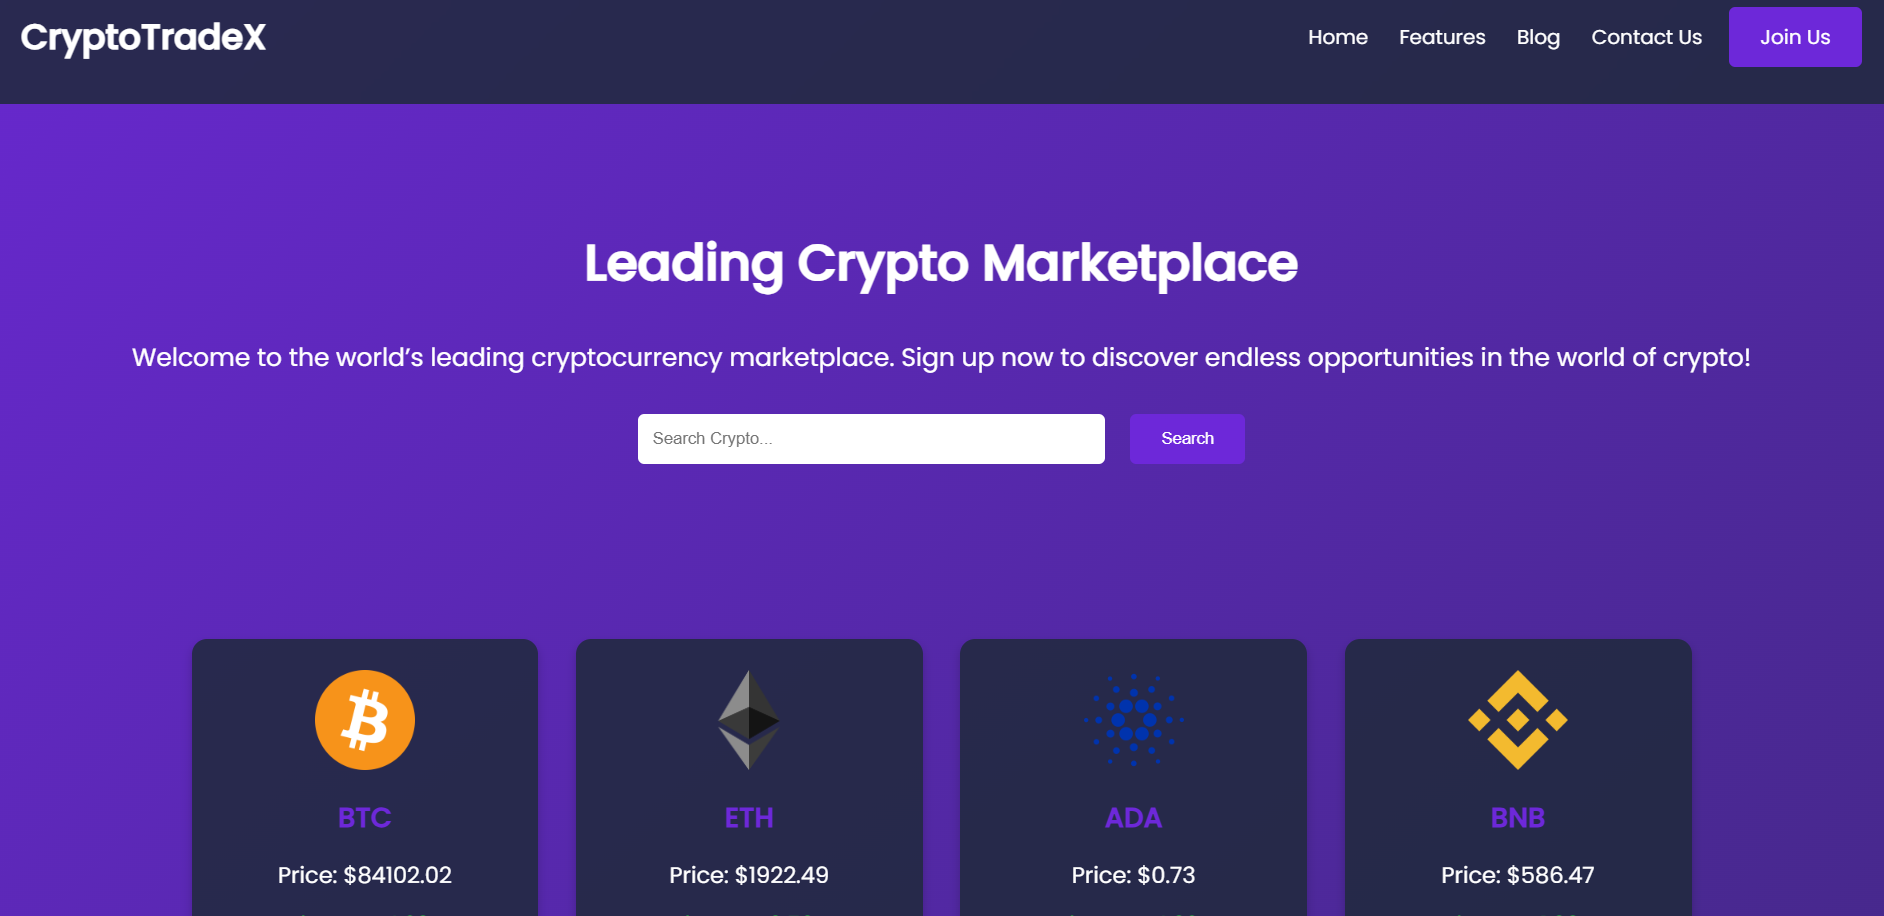 CryptoTradeX
Home Features Blog Contact Us Join Us
Leading Crypto Marketplace
Welcome to the world’s leading cryptocurrency marketplace. Sign up now to discover endless opportunities in the world of crypto!
Search Crypto... Search
BTC ETH ADA BNB
Price: $84102.02 Price: $1922.49 Price: $0.73 Price: $586.47